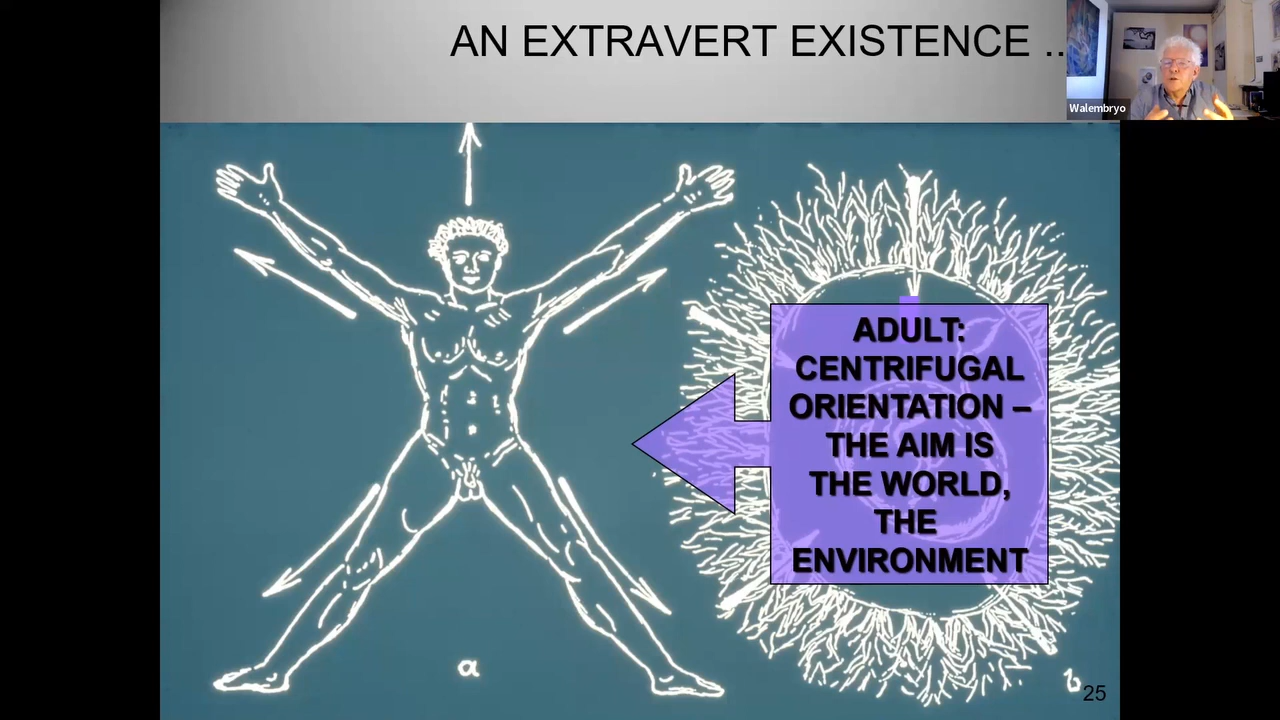 AN EXTRAVERT EXISTENCE ..
Walembryo
ADULT:
CENTRIFUGAL
ORIENTATION –
THE AIM IS
THE WORLD,
THE
ENVIRONMENT
a
b
25